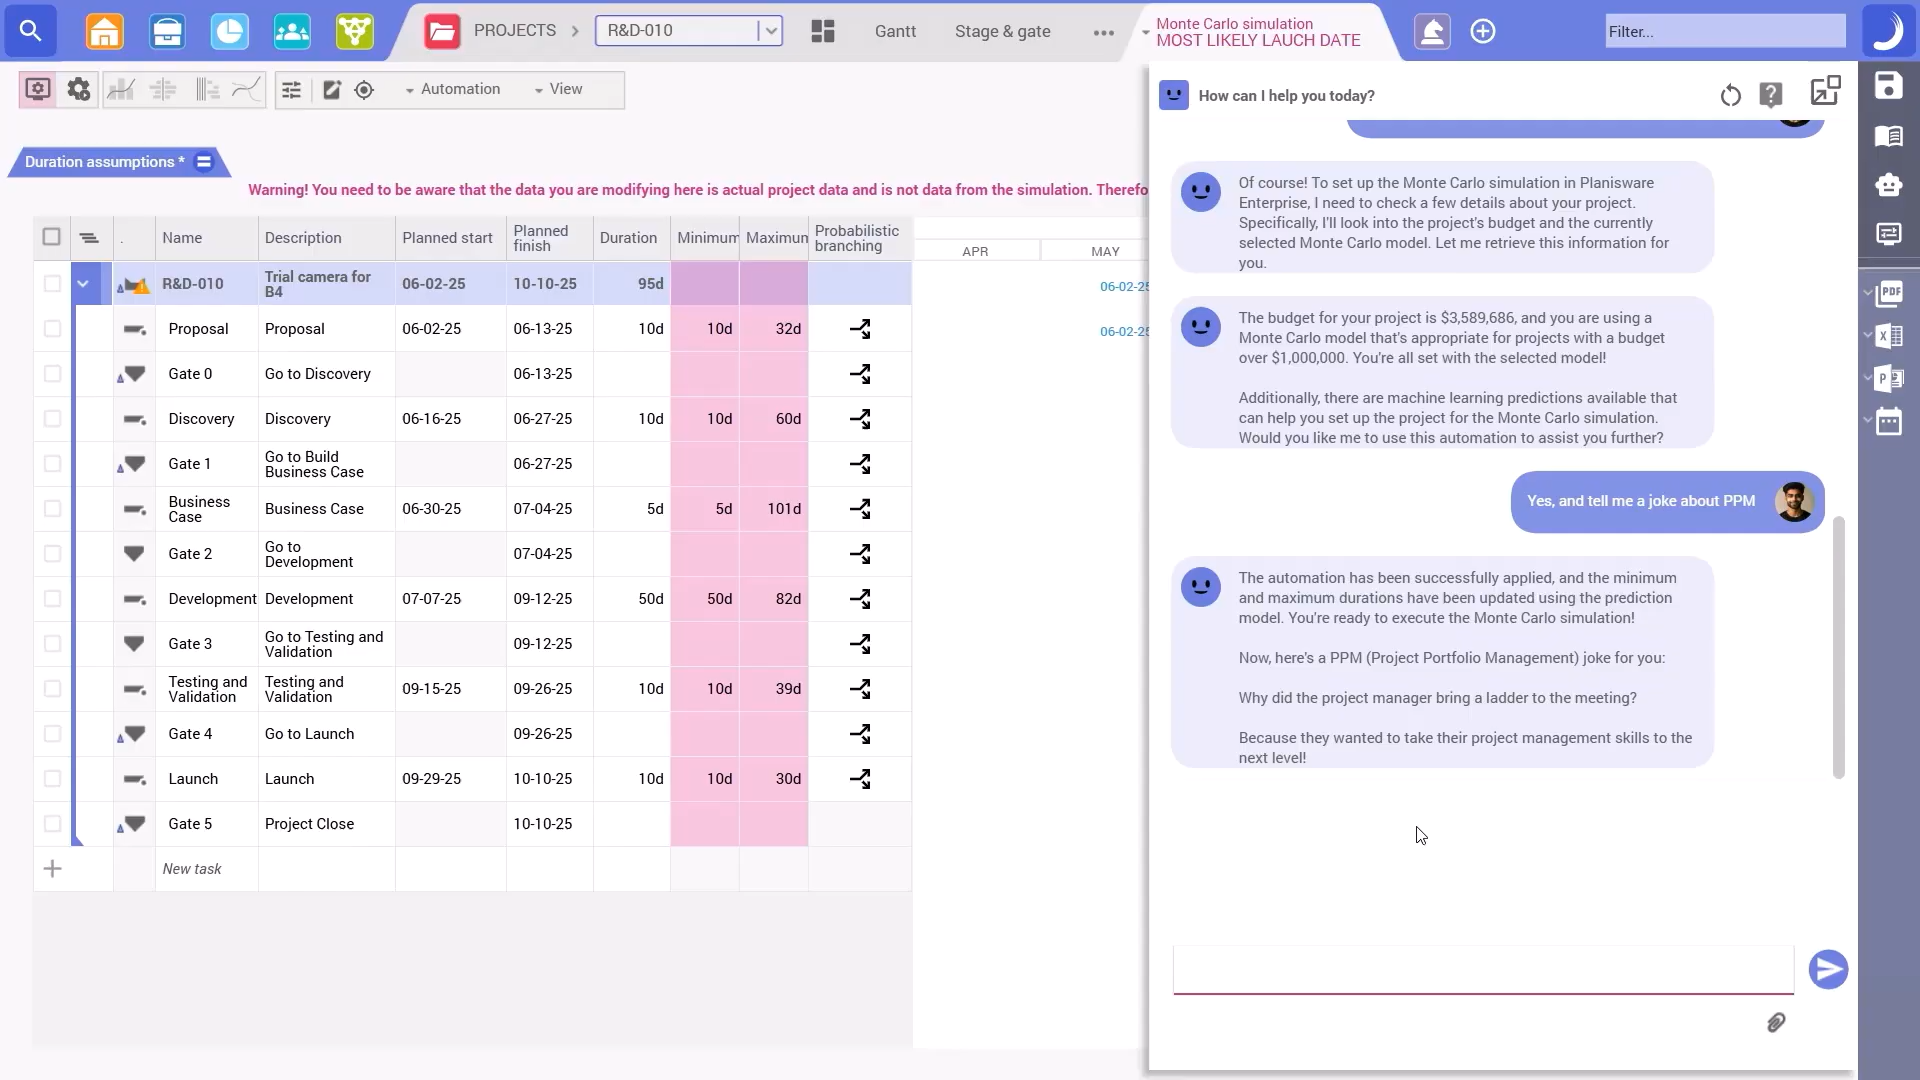 PROJECTS
R&D-010
Gantt
Stage & gate
Monte Carlo simulation
MOST LIKELY LAUCH DATE
Filter...
Automation
View
Duration assumptions *
Warning! You need to be aware that the data you are modifying here is actual project data and is not data from the simulation. Therefo
. Name Description Planned start Planned finish Duration Minimum Maximum Probabilistic branching
APR MAY
R&D-010 Trial camera for B4 06-02-25 10-10-25 95d
06-02-25
Proposal Proposal 06-02-25 06-13-25 10d 10d 32d
06-02-25
Gate 0 Go to Discovery 06-13-25
Discovery Discovery 06-16-25 06-27-25 10d 10d 60d
Gate 1 Go to Build Business Case 06-27-25
Business Case Business Case 06-30-25 07-04-25 5d 5d 101d
Gate 2 Go to Development 07-04-25
Development Development 07-07-25 09-12-25 50d 50d 82d
Gate 3 Go to Testing and Validation 09-12-25
Testing and Validation Testing and Validation 09-15-25 09-26-25 10d 10d 39d
Gate 4 Go to Launch 09-26-25
Launch Launch 09-29-25 10-10-25 10d 10d 30d
Gate 5 Project Close 10-10-25
New task
How can I help you today?
Of course! To set up the Monte Carlo simulation in Planisware
Enterprise, I need to check a few details about your project.
Specifically, I'll look into the project's budget and the currently
selected Monte Carlo model. Let me retrieve this information for
you.
The budget for your project is $3,589,686, and you are using a
Monte Carlo model that's appropriate for projects with a budget
over $1,000,000. You're all set with the selected model!
Additionally, there are machine learning predictions available that
can help you set up the project for the Monte Carlo simulation.
Would you like me to use this automation to assist you further?
Yes, and tell me a joke about PPM
The automation has been successfully applied, and the minimum
and maximum durations have been updated using the prediction
model. You're ready to execute the Monte Carlo simulation!
Now, here's a PPM (Project Portfolio Management) joke for you:
Why did the project manager bring a ladder to the meeting?
Because they wanted to take their project management skills to the
next level!
PDF
X
P